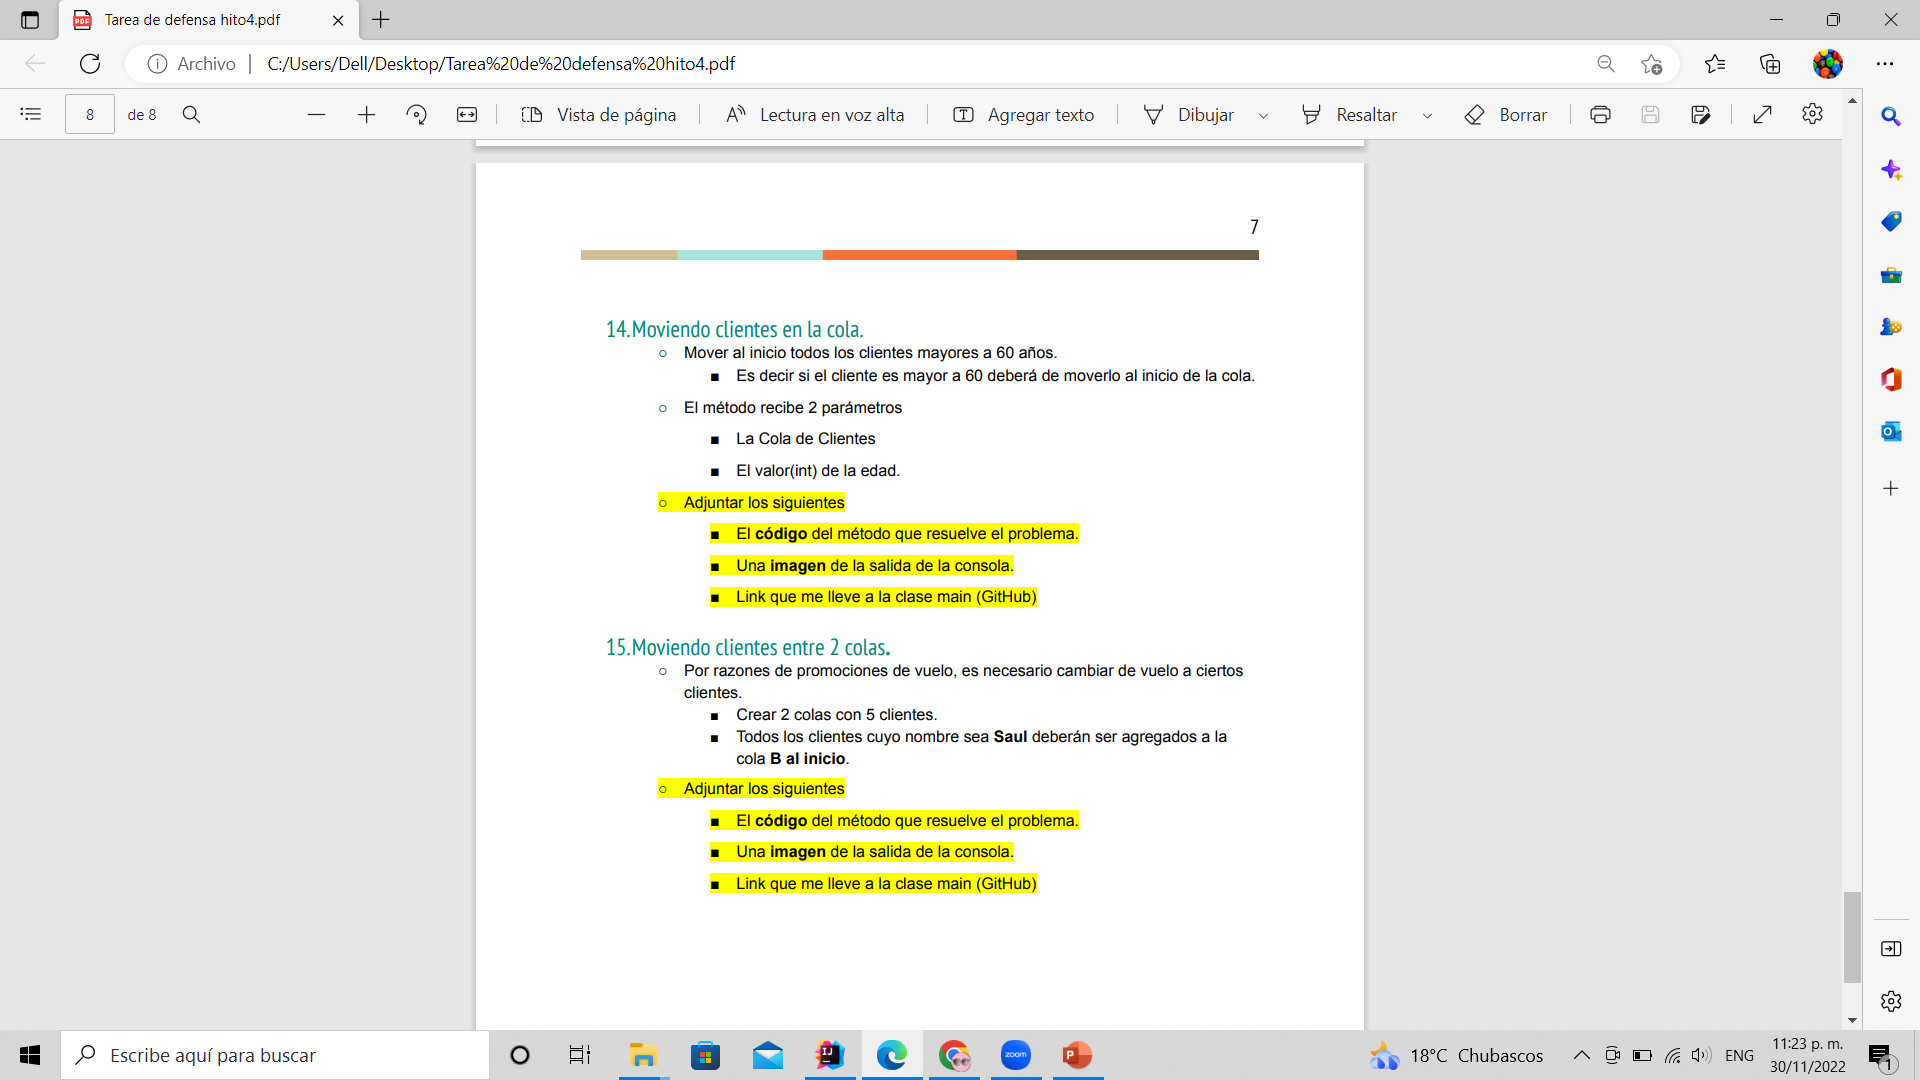 Tarea de defensa hito4.pdf
Archivo
C:/Users/Dell/Desktop/Tarea%20de%20defensa%20hito4.pdf
8 de 8
Vista de página
Lectura en voz alta
Agregar texto
Dibujar
Resaltar
Borrar
7
14.Moviendo clientes en la cola.
○ Mover al inicio todos los clientes mayores a 60 años.
■ Es decir si el cliente es mayor a 60 deberá de moverlo al inicio de la cola.
○ El método recibe 2 parámetros
■ La Cola de Clientes
■ El valor(int) de la edad.
○ Adjuntar los siguientes
■ El código del método que resuelve el problema.
■ Una imagen de la salida de la consola.
■ Link que me lleve a la clase main (GitHub)
15.Moviendo clientes entre 2 colas.
○ Por razones de promociones de vuelo, es necesario cambiar de vuelo a ciertos
clientes.
■ Crear 2 colas con 5 clientes.
■ Todos los clientes cuyo nombre sea Saul deberán ser agregados a la
cola B al inicio.
○ Adjuntar los siguientes
■ El código del método que resuelve el problema.
■ Una imagen de la salida de la consola.
■ Link que me lleve a la clase main (GitHub)
Escribe aquí para buscar
18°C Chubascos
ENG
11:23 p. m.
30/11/2022
1